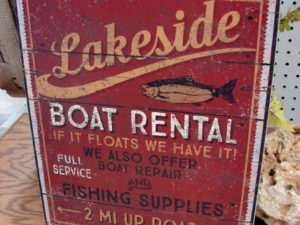 Lakeside
BOAT RENTAL
IF IT FLOATS WE HAVE IT!
WE ALSO OFFER
FULL SERVICE
BOAT REPAIR
AND
FISHING SUPPLIES
← 2 MI UP ROAD